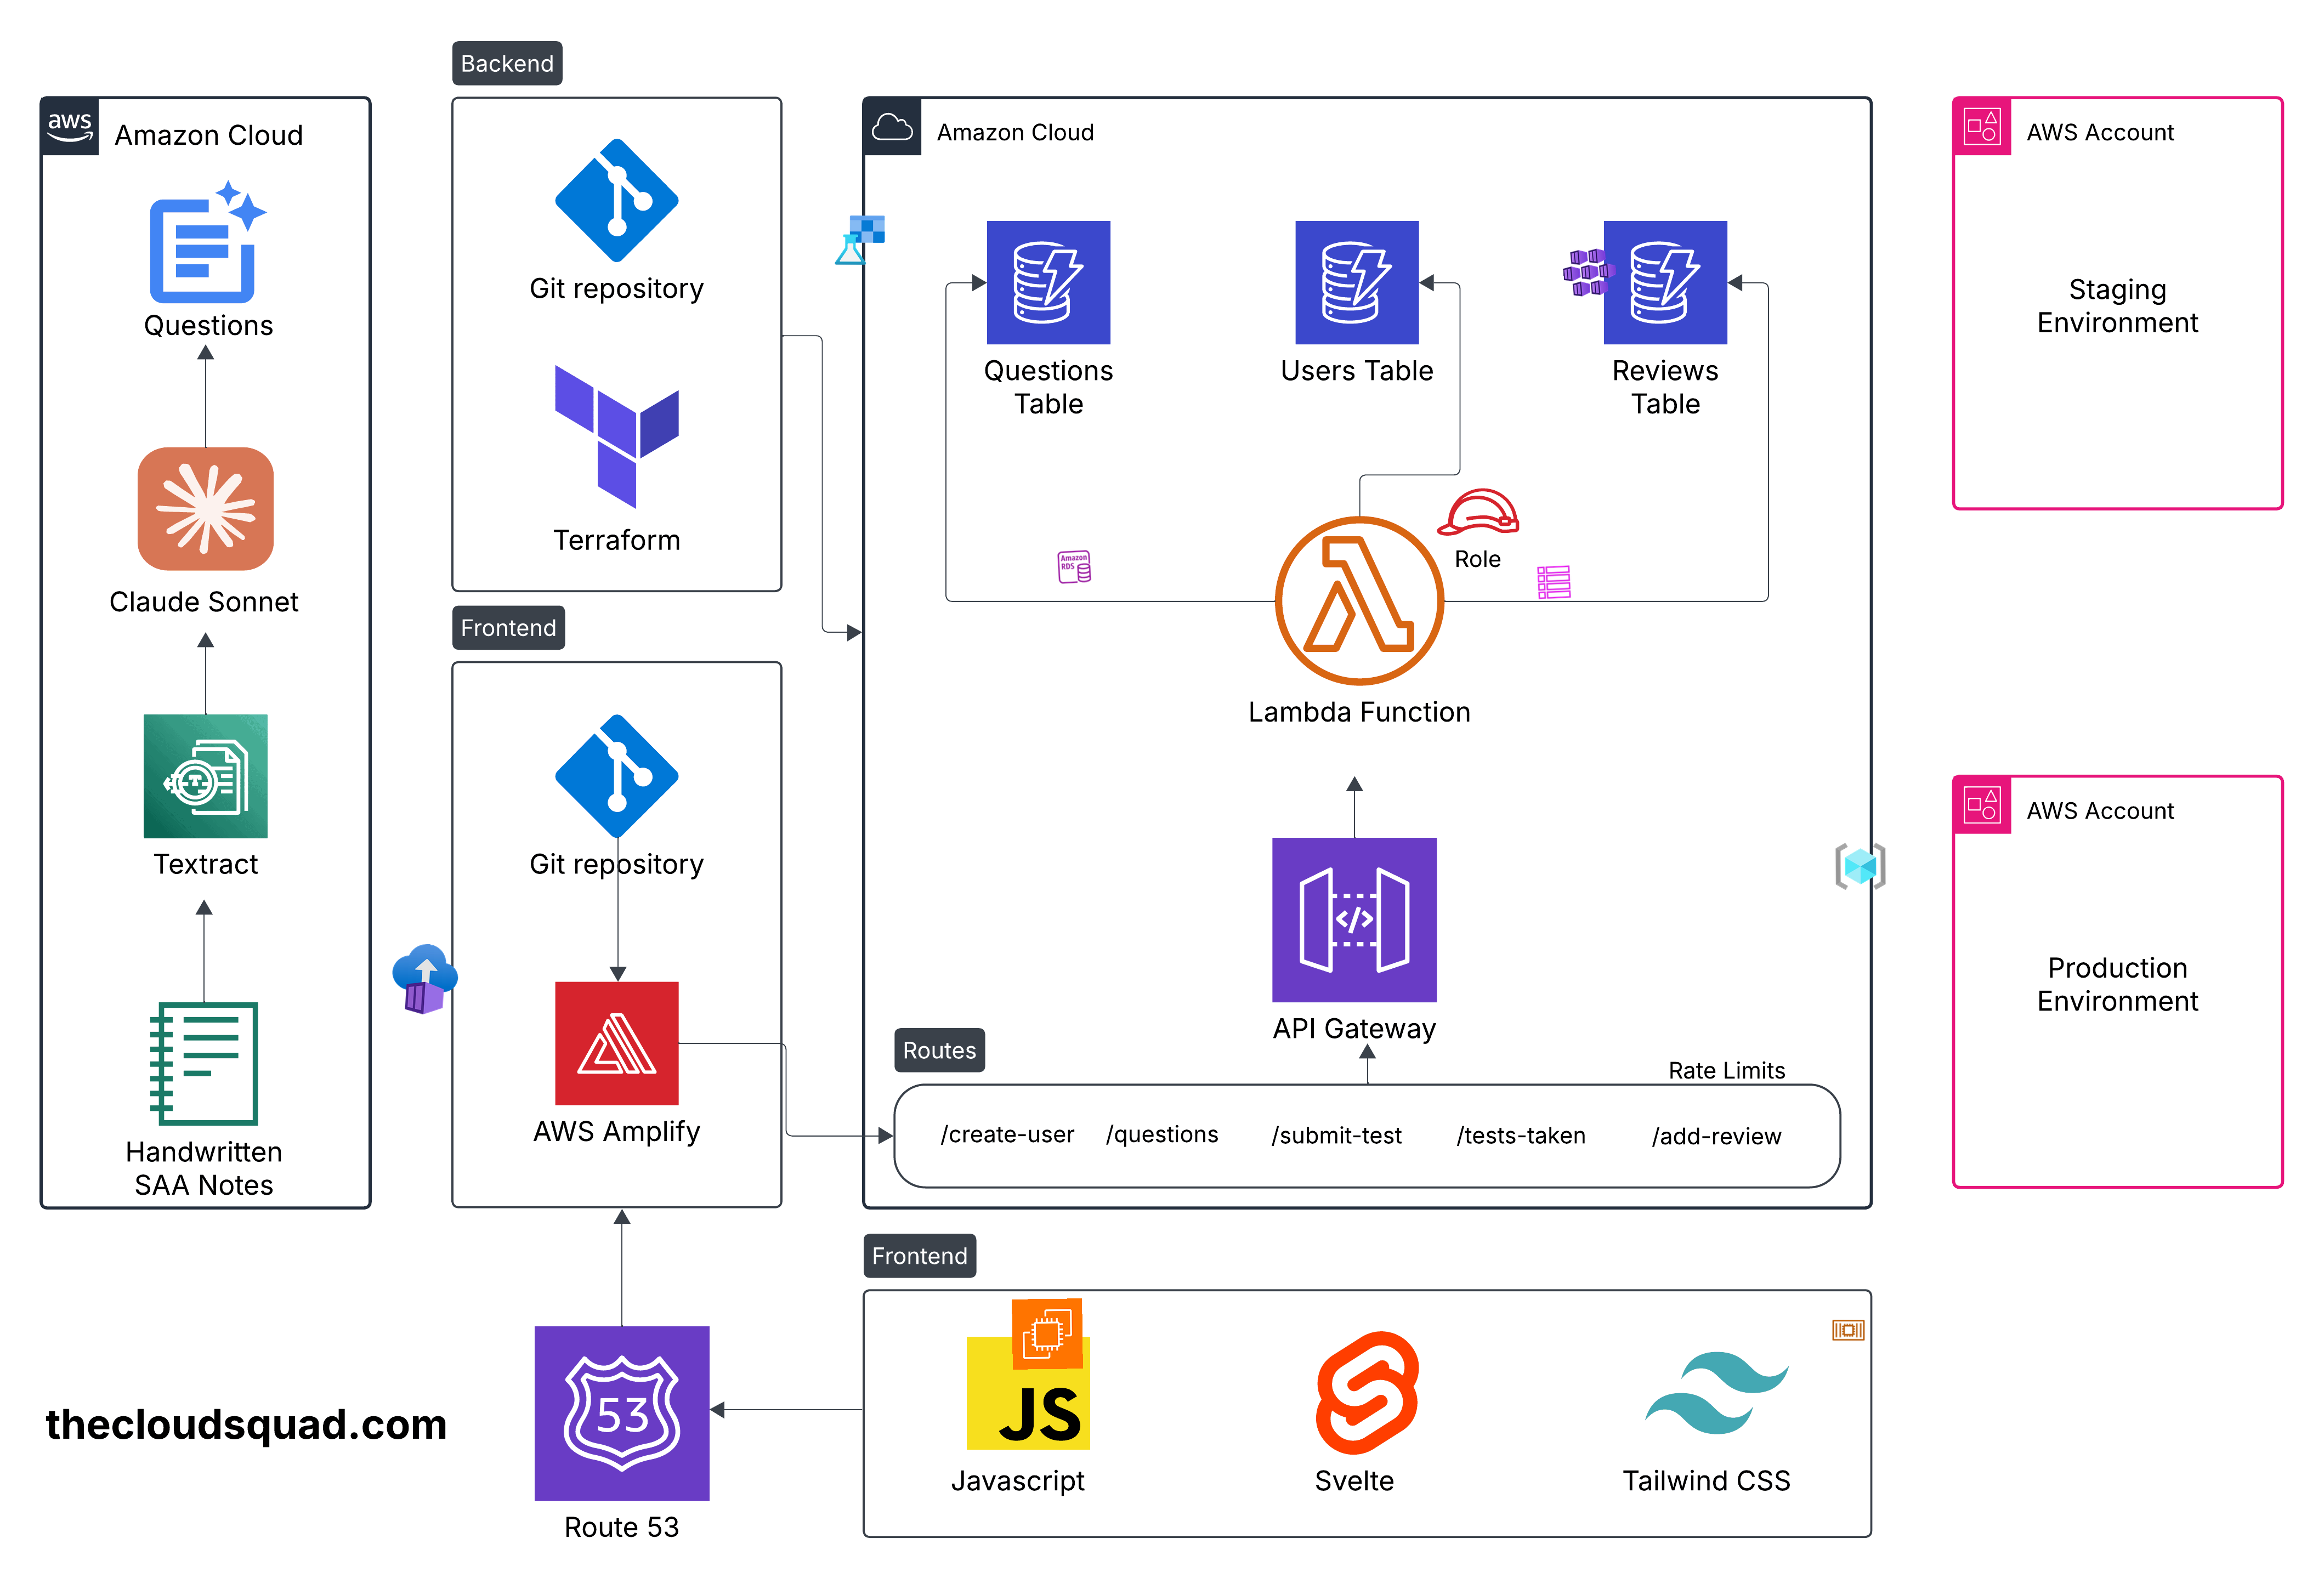 Backend
aws
Amazon Cloud
Questions
Claude Sonnet
Textract
Handwritten
SAA Notes
Git repository
Terraform
Frontend
Git repository
AWS Amplify
Amazon Cloud
Questions
Table
Users Table
Reviews
Table
Amazon
RDS
Role
Lambda Function
API Gateway
Routes
Rate Limits
/create-user
/questions
/submit-test
/tests-taken
/add-review
AWS Account
Staging
Environment
AWS Account
Production
Environment
thecloudsquad.com
53
Route 53
Frontend
JS
Javascript
Svelte
Tailwind CSS